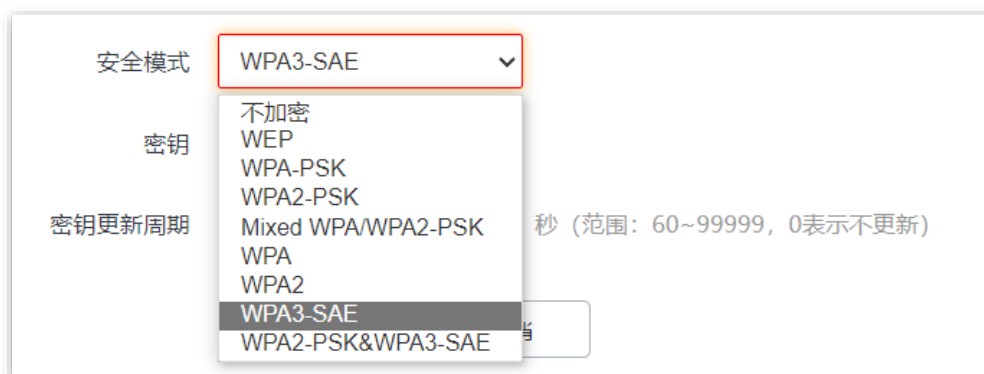 安全模式 WPA3-SAE
不加密
密钥
WEP
WPA-PSK
WPA2-PSK
密钥更新周期 Mixed WPA/WPA2-PSK 秒（范围：60~99999，0表示不更新）
WPA
WPA2
WPA3-SAE
WPA2-PSK&WPA3-SAE